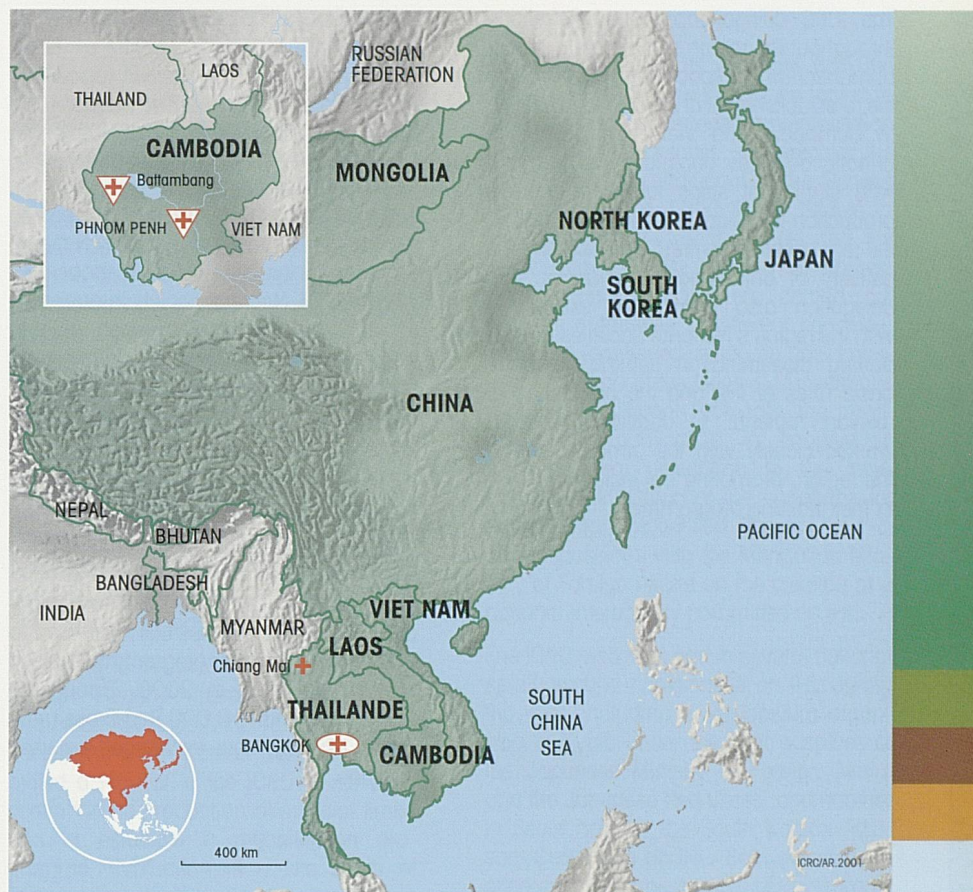 RUSSIAN
FEDERATION
LAOS
THAILAND
CAMBODIA
Battambang
PHNOM PENH
VIET NAM
MONGOLIA
NORTH KOREA
JAPAN
SOUTH
KOREA
CHINA
NEPAL
BHUTAN
PACIFIC OCEAN
BANGLADESH
INDIA
VIET NAM
MYANMAR
LAOS
Chiang Mai
THAILANDE
SOUTH
CHINA
SEA
BANGKOK
CAMBODIA
400 km
ICRC/AR.2001